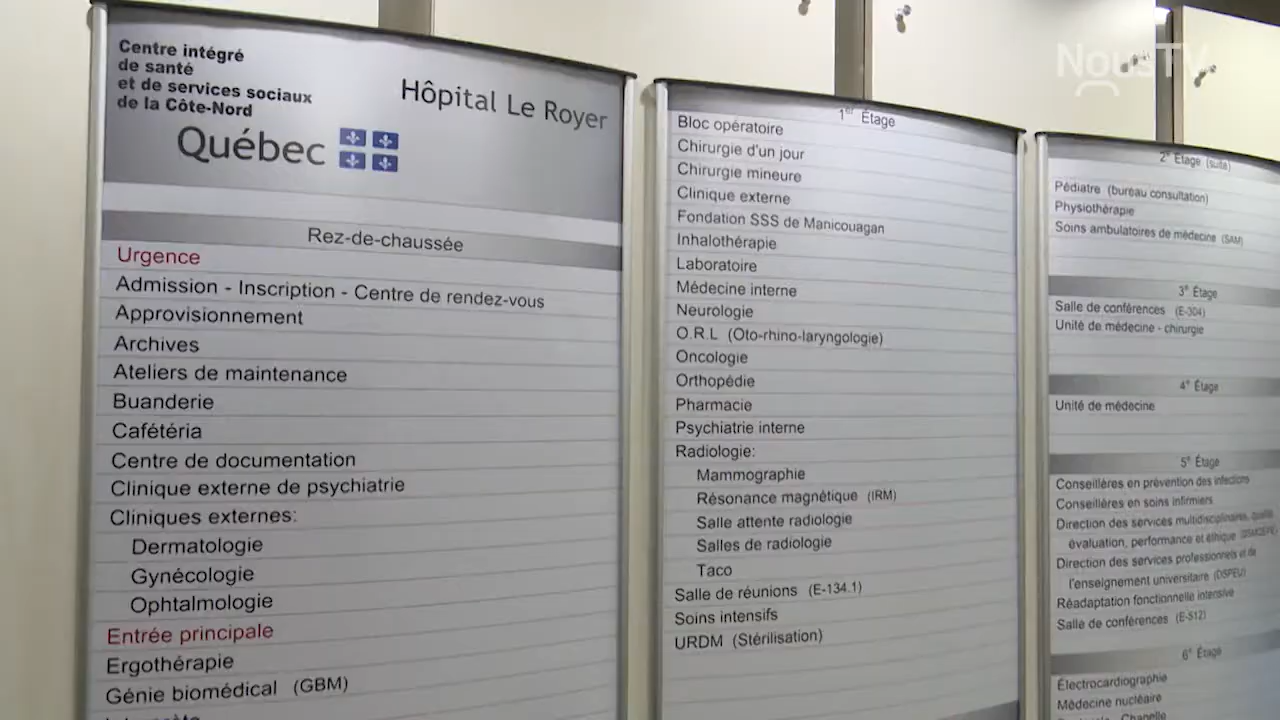 Centre intégré
de santé
et de services sociaux
de la Côte-Nord
Québec
Hôpital Le Royer
Rez-de-chaussée
Urgence
Admission - Inscription - Centre de rendez-vous
Approvisionnement
Archives
Ateliers de maintenance
Buanderie
Cafétéria
Centre de documentation
Clinique externe de psychiatrie
Cliniques externes:
Dermatologie
Gynécologie
Ophtalmologie
Entrée principale
Ergothérapie
Génie biomédical (GBM)
1er Étage
Bloc opératoire
Chirurgie d'un jour
Chirurgie mineure
Clinique externe
Fondation SSS de Manicouagan
Inhalothérapie
Laboratoire
Médecine interne
Neurologie
O.R.L (Oto-rhino-laryngologie)
Oncologie
Orthopédie
Pharmacie
Psychiatrie interne
Radiologie:
Mammographie
Résonance magnétique (IRM)
Salle attente radiologie
Salles de radiologie
Taco
Salle de réunions (E-134.1)
Soins intensifs
URDM (Stérilisation)
NousTV
2e Étage (suite)
Pédiatre (bureau consultation)
Physiothérapie
Soins ambulatoires de médecine (SAM)
3e Étage
Salle de conférences (E-304)
Unité de médecine - chirurgie
4e Étage
Unité de médecine
5e Étage
Conseillères en prévention des infections
Conseillères en soins infirmiers
Direction des services multidisciplinaires, qualité
évaluation, performance et éthique
Direction des services professionnels et de
l'enseignement universitaire (DSPEU)
Réadaptation fonctionnelle intensive
Salle de conférences (E-512)
6e Étage
Électrocardiographie
Médecine nucléaire
Chapelle